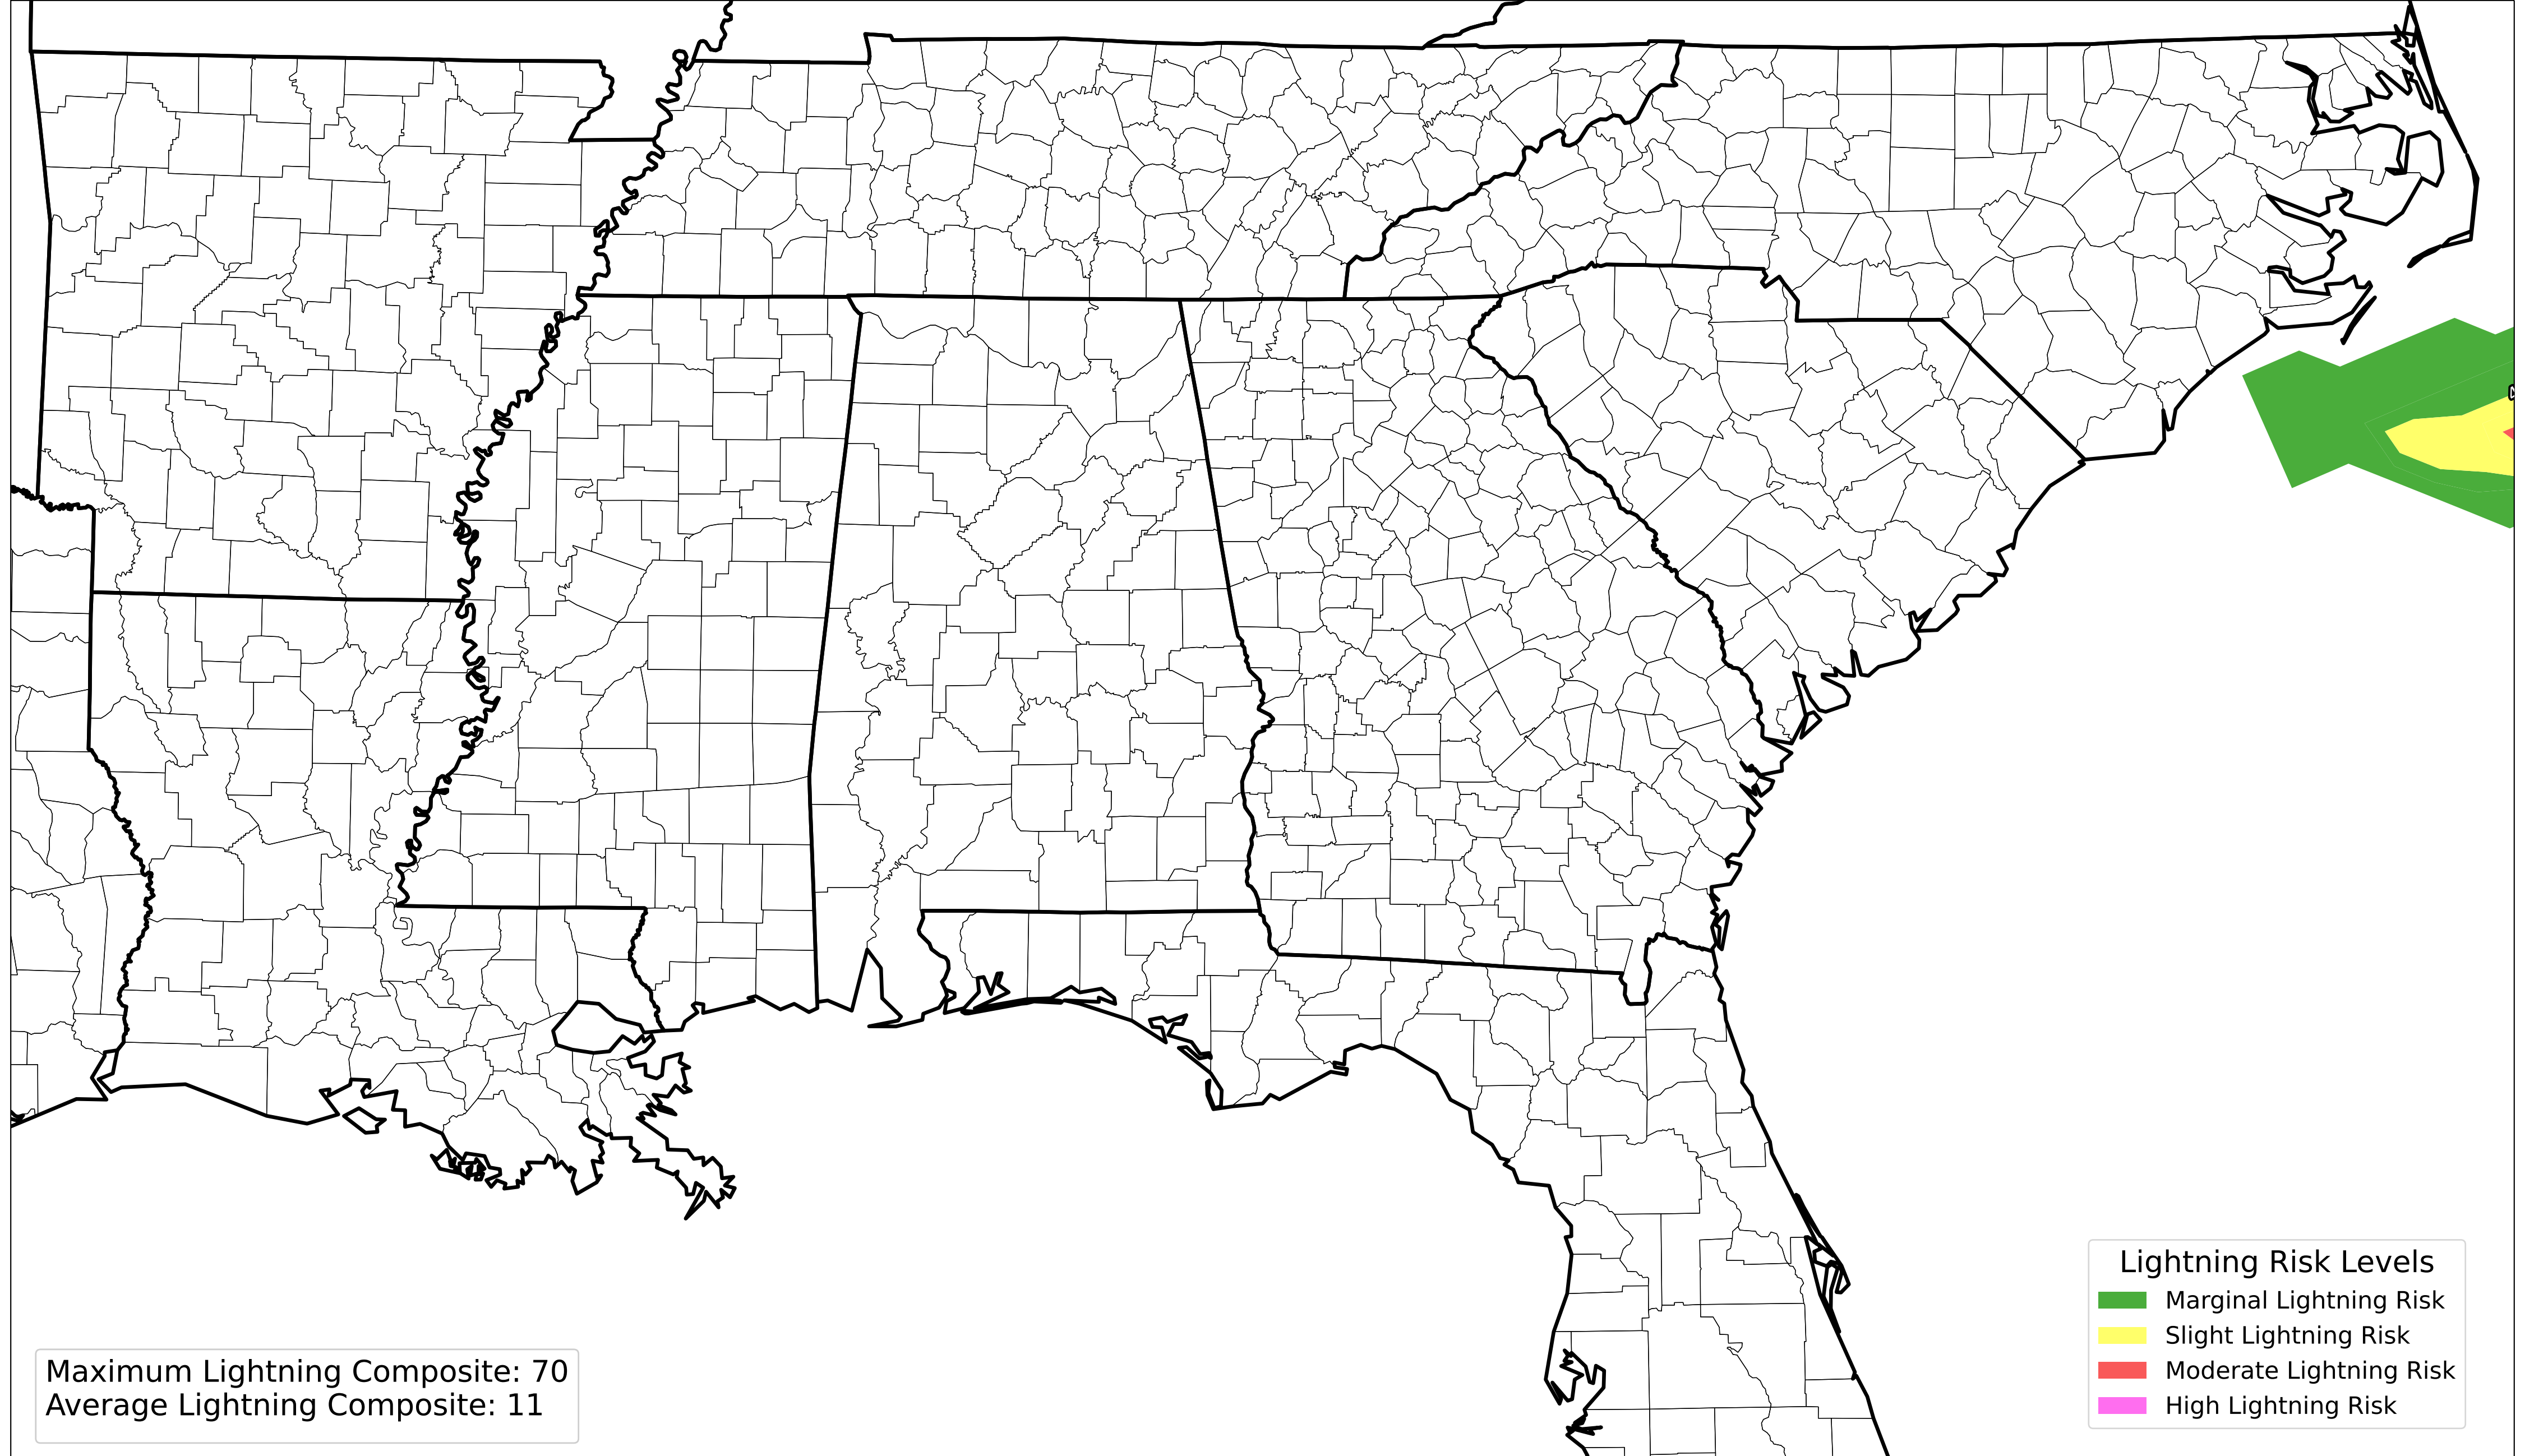 Maximum Lightning Composite: 70
Average Lightning Composite: 11
Lightning Risk Levels
Marginal Lightning Risk
Slight Lightning Risk
Moderate Lightning Risk
High Lightning Risk